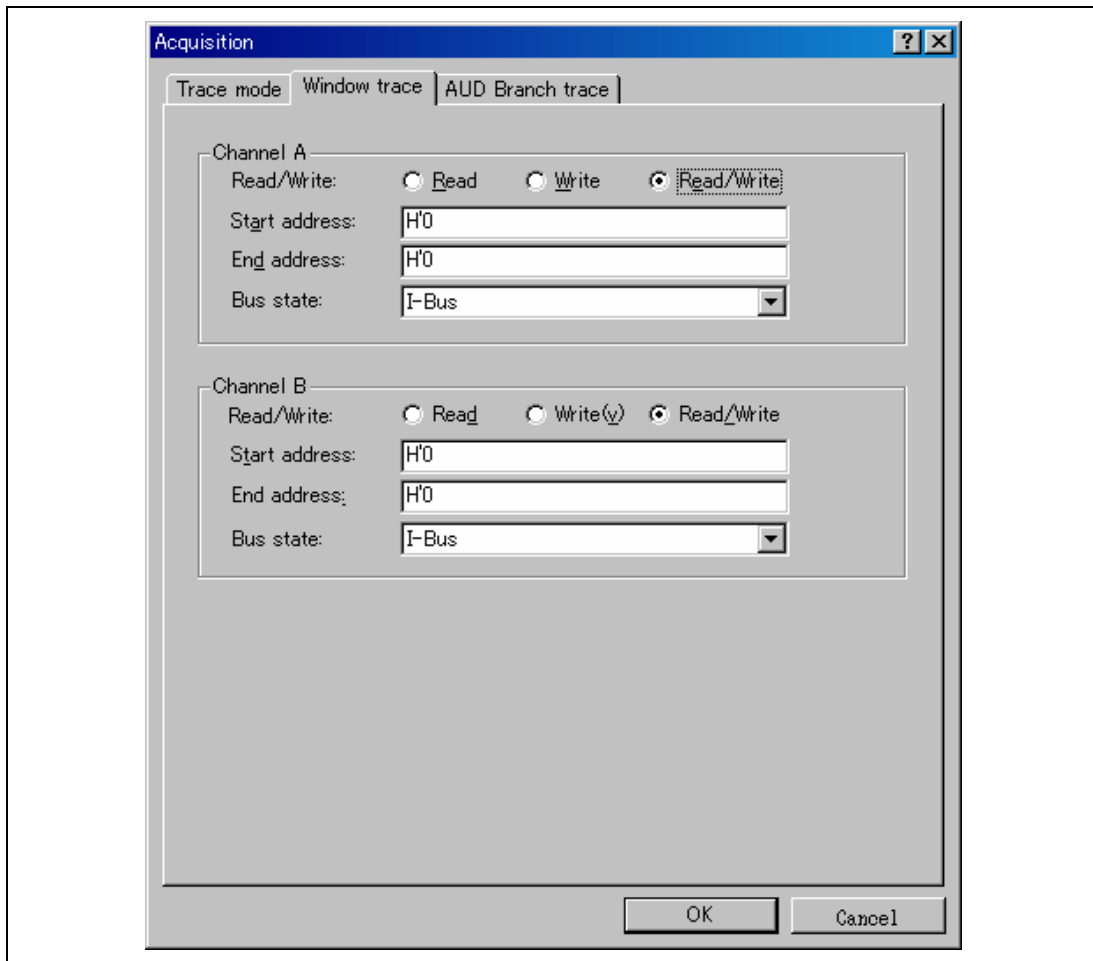 Acquisition
Trace mode Window trace AUD Branch trace
Channel A
Read/Write: Read Write Read/Write
Start address: H'0
End address: H'0
Bus state: I-Bus
Channel B
Read/Write: Read Write(v) Read/Write
Start address: H'0
End address: H'0
Bus state: I-Bus
OK Cancel